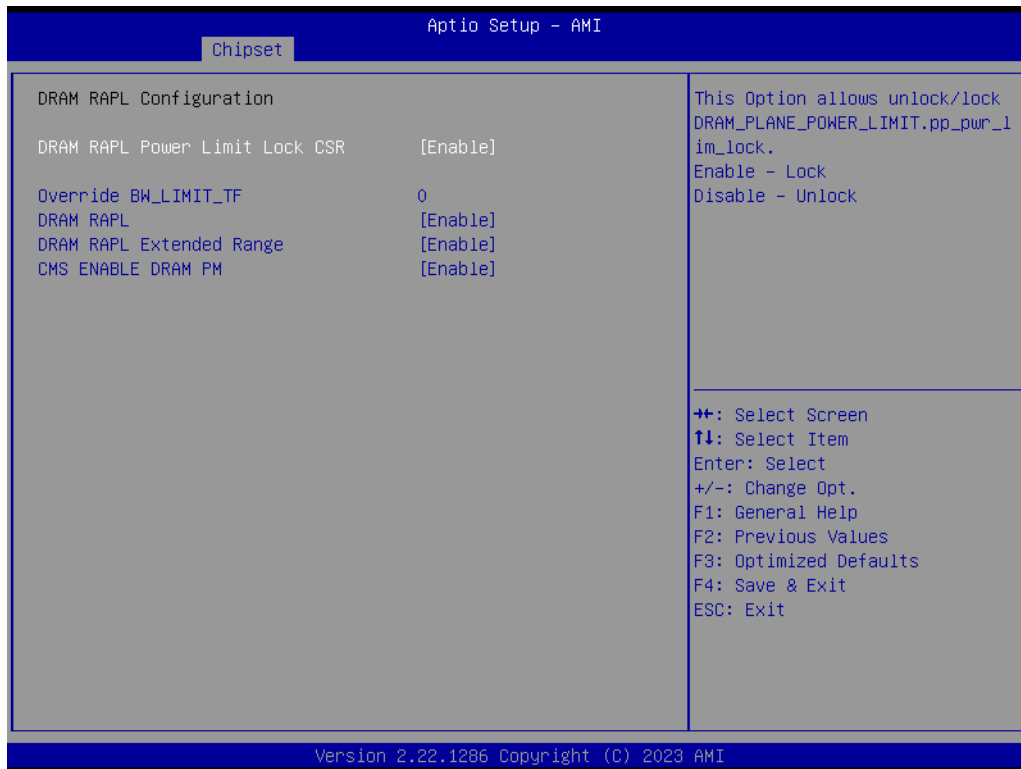 Aptio Setup – AMI
Chipset
DRAM RAPL Configuration
DRAM RAPL Power Limit Lock CSR [Enable]
Override BW_LIMIT_TF 0
DRAM RAPL [Enable]
DRAM RAPL Extended Range [Enable]
CMS ENABLE DRAM PM [Enable]
This Option allows unlock/lock
DRAM_PLANE_POWER_LIMIT.pp_pwr_l
im_lock.
Enable – Lock
Disable – Unlock
→←: Select Screen
↑↓: Select Item
Enter: Select
+/-: Change Opt.
F1: General Help
F2: Previous Values
F3: Optimized Defaults
F4: Save & Exit
ESC: Exit
Version 2.22.1286 Copyright (C) 2023 AMI